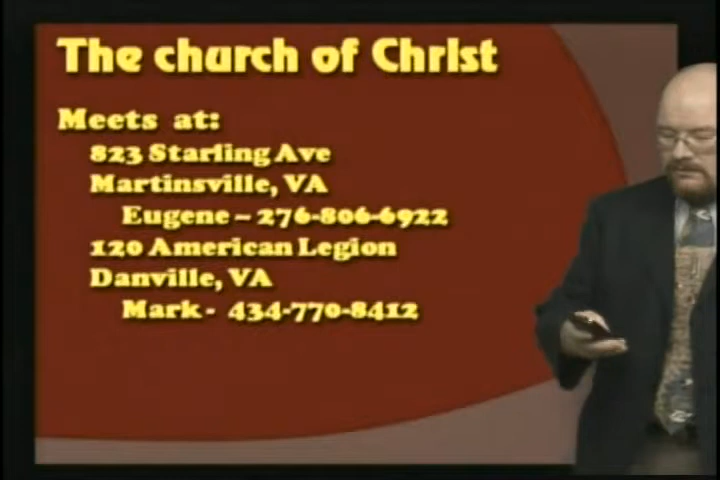 The church of Christ
Meets at:
823 Starling Ave
Martinsville, VA
Eugene – 276-806-6922
120 American Legion
Danville, VA
Mark - 434-770-8412